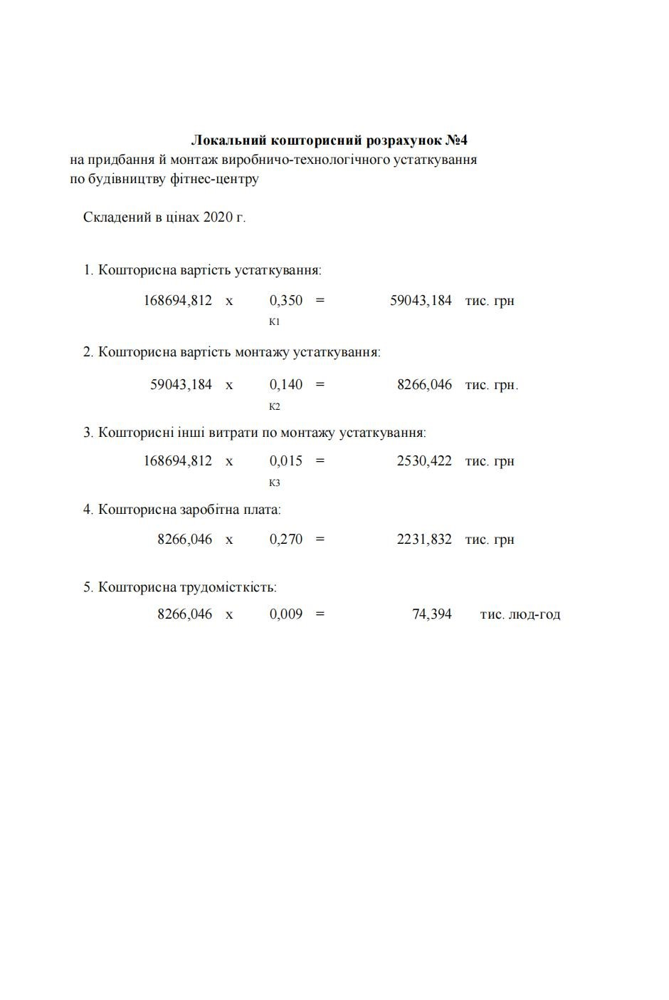 Локальний кошторисний розрахунок №4
на придбання й монтаж виробничо-технологічного устаткування
по будівництву фітнес-центру
Складений в цінах 2020 г.
1. Кошторисна вартість устаткування:
168694,812 х 0,350 = 59043,184 тис. грн
К1
2. Кошторисна вартість монтажу устаткування:
59043,184 х 0,140 = 8266,046 тис. грн.
К2
3. Кошторисні інші витрати по монтажу устаткування:
168694,812 х 0,015 = 2530,422 тис. грн
К3
4. Кошторисна заробітна плата:
8266,046 х 0,270 = 2231,832 тис. грн
5. Кошторисна трудомісткість:
8266,046 х 0,009 = 74,394 тис. люд-год